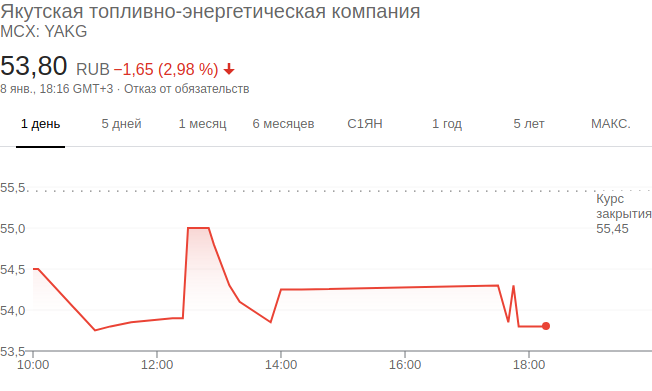 Якутская топливно-энергетическая компания
MCX: YAKG
53,80 RUB −1,65 (2,98 %)
8 янв., 18:16 GMT+3 · Отказ от обязательств
1 день 5 дней 1 месяц 6 месяцев С1ЯН 1 год 5 лет МАКС.
55,5
Курс
закрытия
55,45
55,0
54,5
54,0
53,5
10:00 12:00 14:00 16:00 18:00